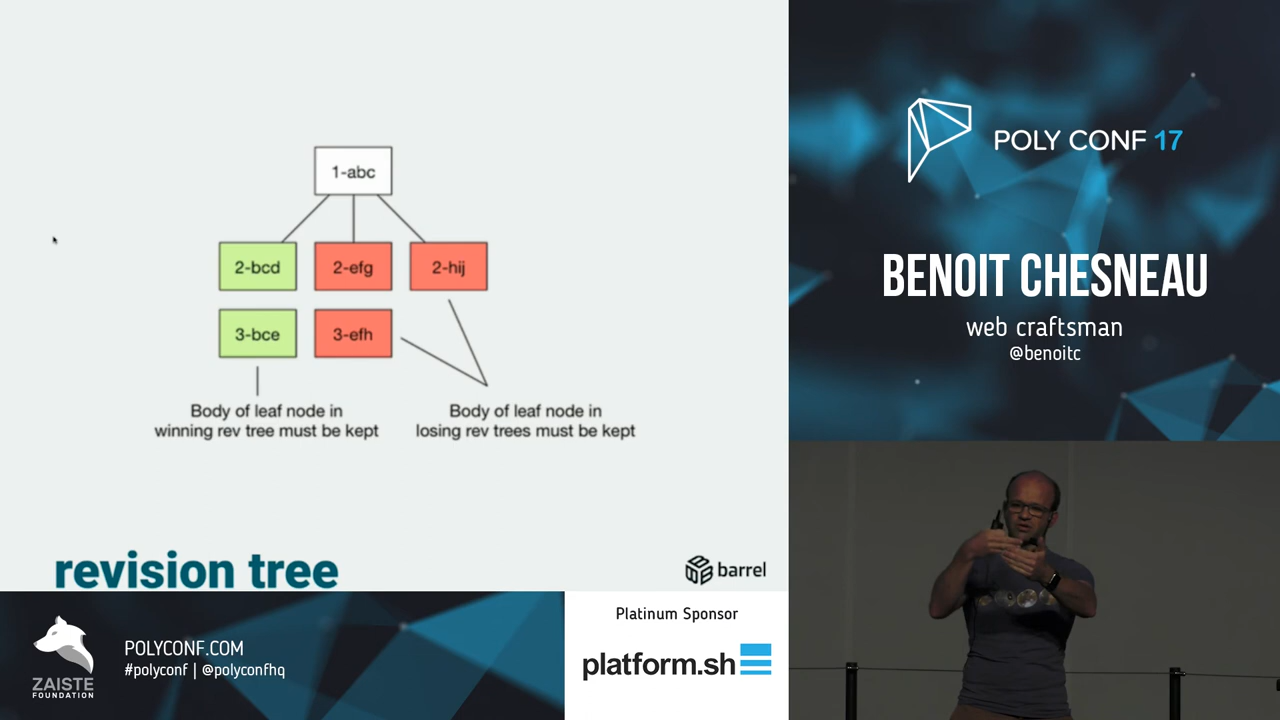 1-abc
2-bcd
2-efg
2-hij
3-bce
3-efh
Body of leaf node in
winning rev tree must be kept
Body of leaf node in
losing rev trees must be kept
revision tree
barrel
POLY CONF 17
BENOIT CHESNEAU
web craftsman
@benoitc
ZAISTE
FOUNDATION
POLYCONF.COM
#polyconf | @polyconfhq
Platinum Sponsor
platform.sh